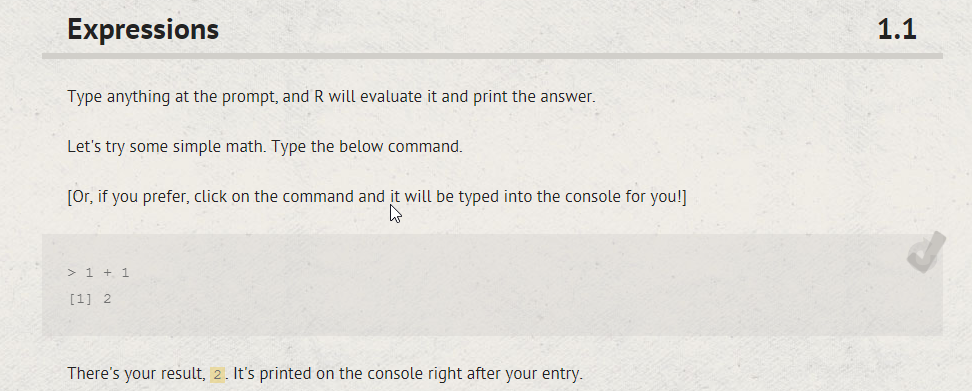 Expressions 1.1
Type anything at the prompt, and R will evaluate it and print the answer.
Let's try some simple math. Type the below command.
[Or, if you prefer, click on the command and it will be typed into the console for you!]
> 1 + 1
[1] 2
There's your result, 2. It's printed on the console right after your entry.